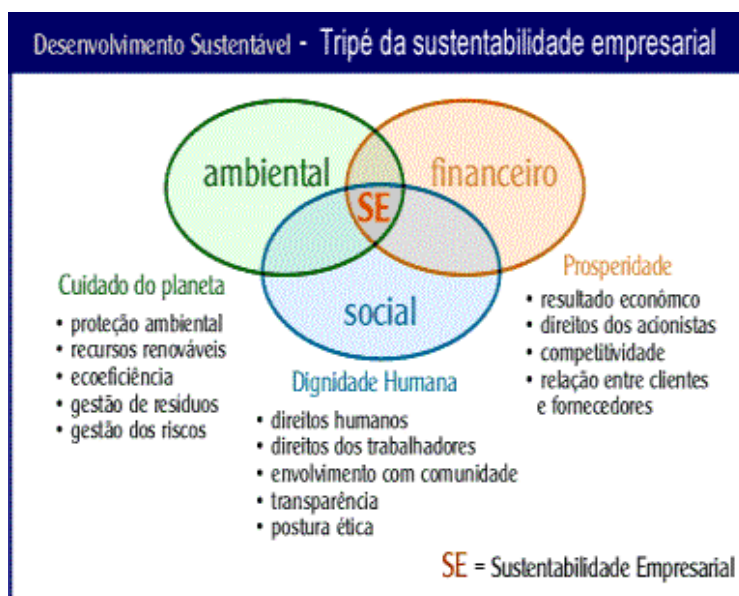 Desenvolvimento Sustentável - Tripé da sustentabilidade empresarial
ambiental
financeiro
SE
social
Cuidado do planeta
• proteção ambiental
• recursos renováveis
• ecoeficiência
• gestão de resíduos
• gestão dos riscos
Dignidade Humana
• direitos humanos
• direitos dos trabalhadores
• envolvimento com comunidade
• transparência
• postura ética
Prosperidade
• resultado econômco
• direitos dos acionistas
• competitividade
• relação entre clientes
e fornecedores
SE = Sustentabilidade Empresarial